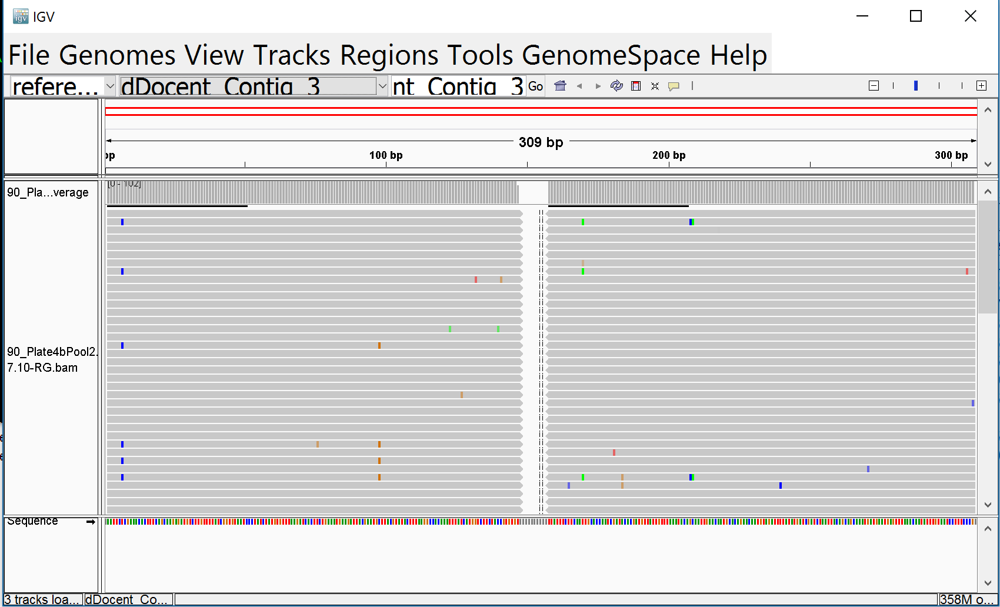 IGV
File Genomes View Tracks Regions Tools GenomeSpace Help
refere... dDocent_Contig_3 nt_Contig_3 Go
309 bp
bp 100 bp 200 bp 300 bp
[0 - 102]
90_Pla...verage
90_Plate4bPool2.
7.10-RG.bam
Sequence
3 tracks loa... dDocent_Co... 358M o...